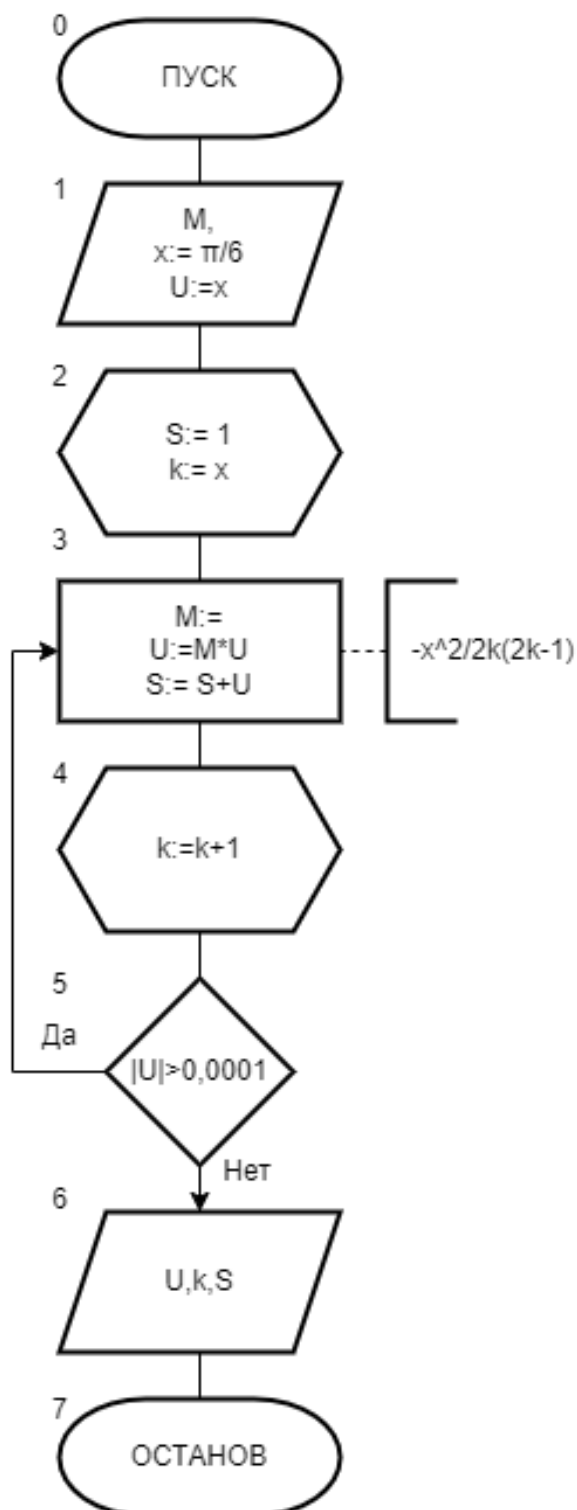 0
ПУСК
1
M,
x:= π/6
U:=x
2
S:= 1
k:= x
3
M:=
U:=M*U
S:= S+U
-x^2/2k(2k-1)
4
k:=k+1
5
Да
|U|>0,0001
Нет
6
U,k,S
7
ОСТАНОВ